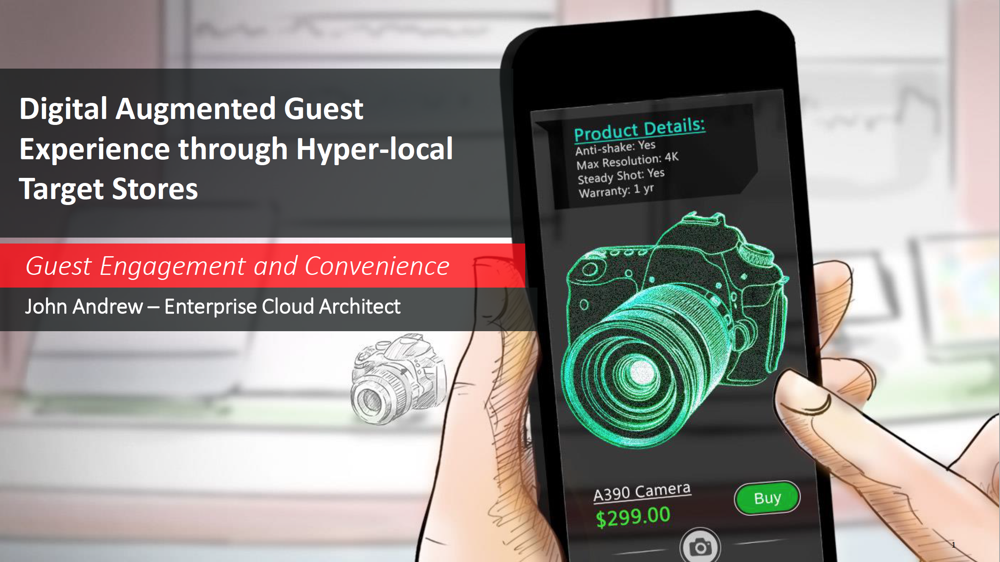 Digital Augmented Guest
Experience through Hyper-local
Target Stores
Guest Engagement and Convenience
John Andrew – Enterprise Cloud Architect
Product Details:
Anti-shake: Yes
Max Resolution: 4K
Steady Shot: Yes
Warranty: 1 yr
A390 Camera
$299.00
Buy
1